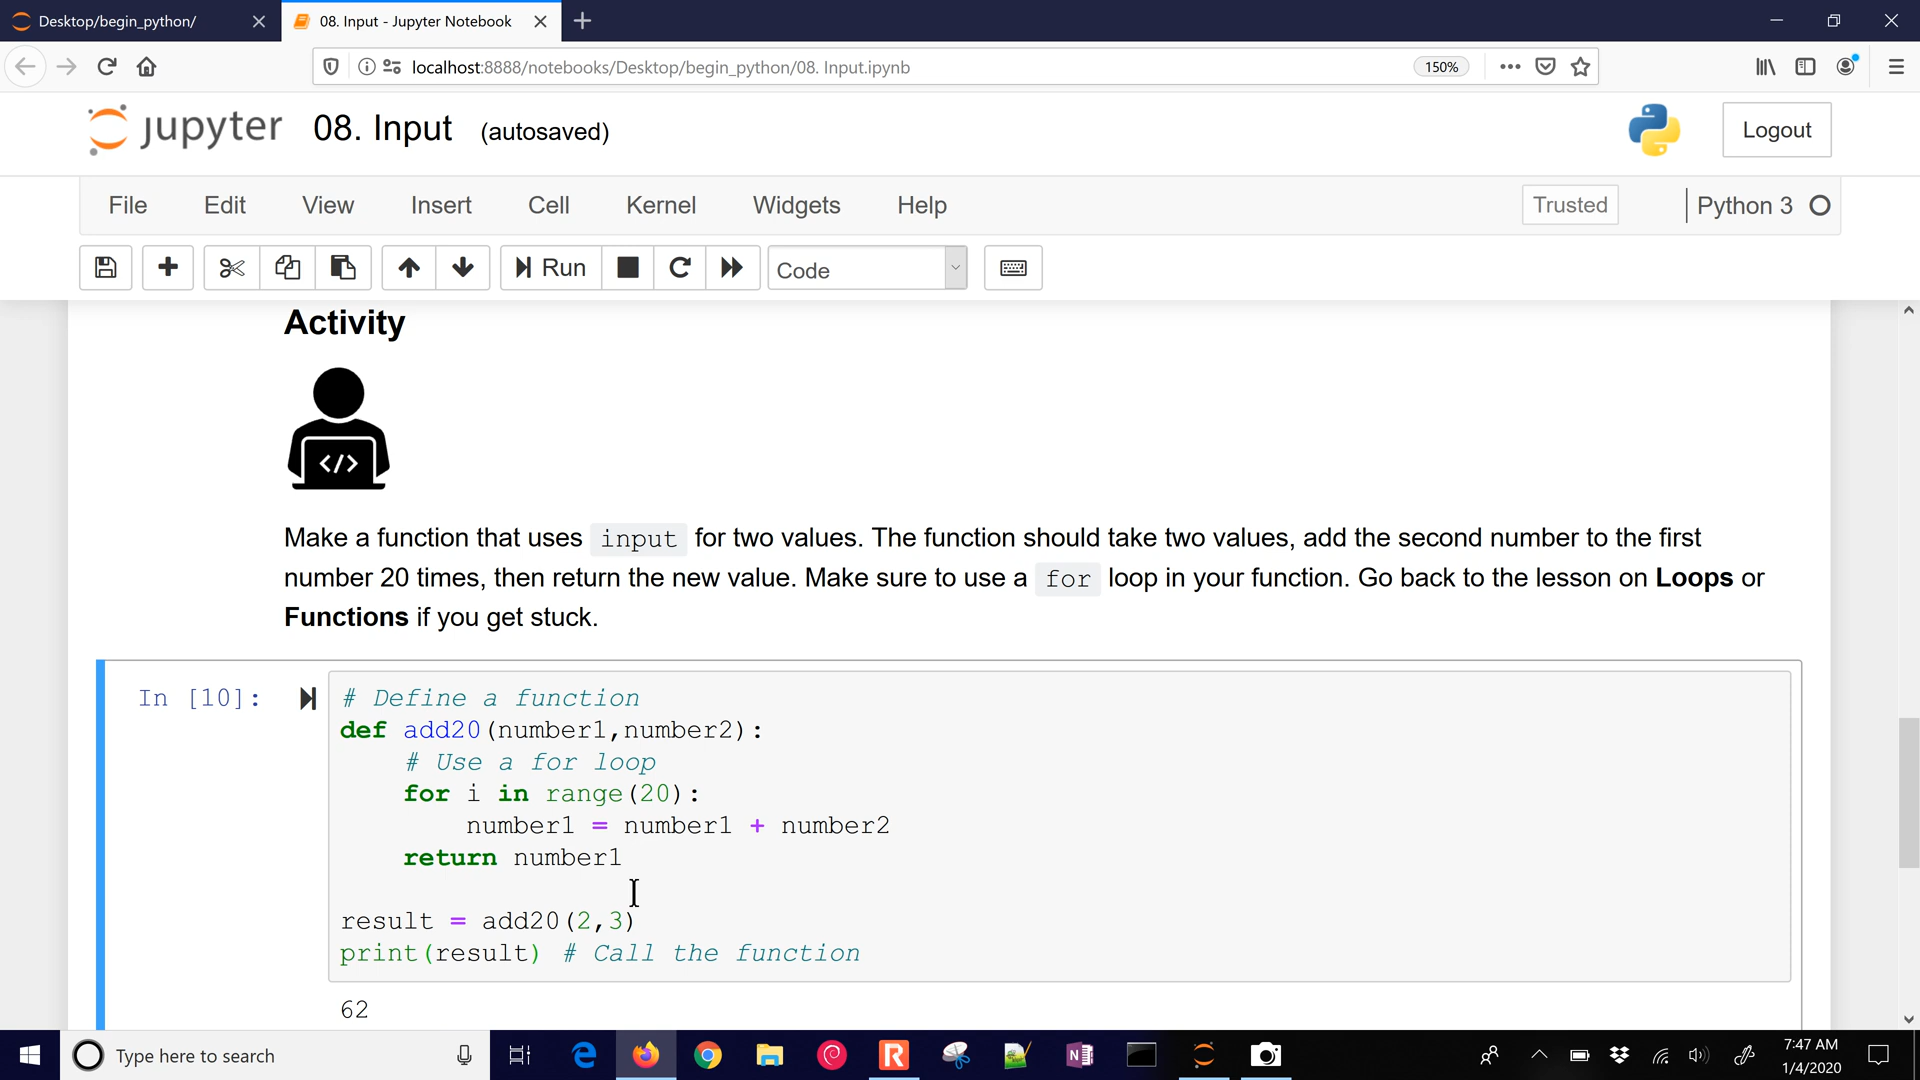 Desktop/begin_python/
08. Input - Jupyter Notebook
localhost:8888/notebooks/Desktop/begin_python/08. Input.ipynb
150%
jupyter 08. Input (autosaved)
Logout
File Edit View Insert Cell Kernel Widgets Help
Trusted
Python 3
Run
Code
Activity
</>
Make a function that uses input for two values. The function should take two values, add the second number to the first
number 20 times, then return the new value. Make sure to use a for loop in your function. Go back to the lesson on Loops or
Functions if you get stuck.
In [10]:
# Define a function
def add20(number1,number2):
    # Use a for loop
    for i in range(20):
        number1 = number1 + number2
    return number1
result = add20(2,3)
print(result) # Call the function
62
Type here to search
7:47 AM
1/4/2020